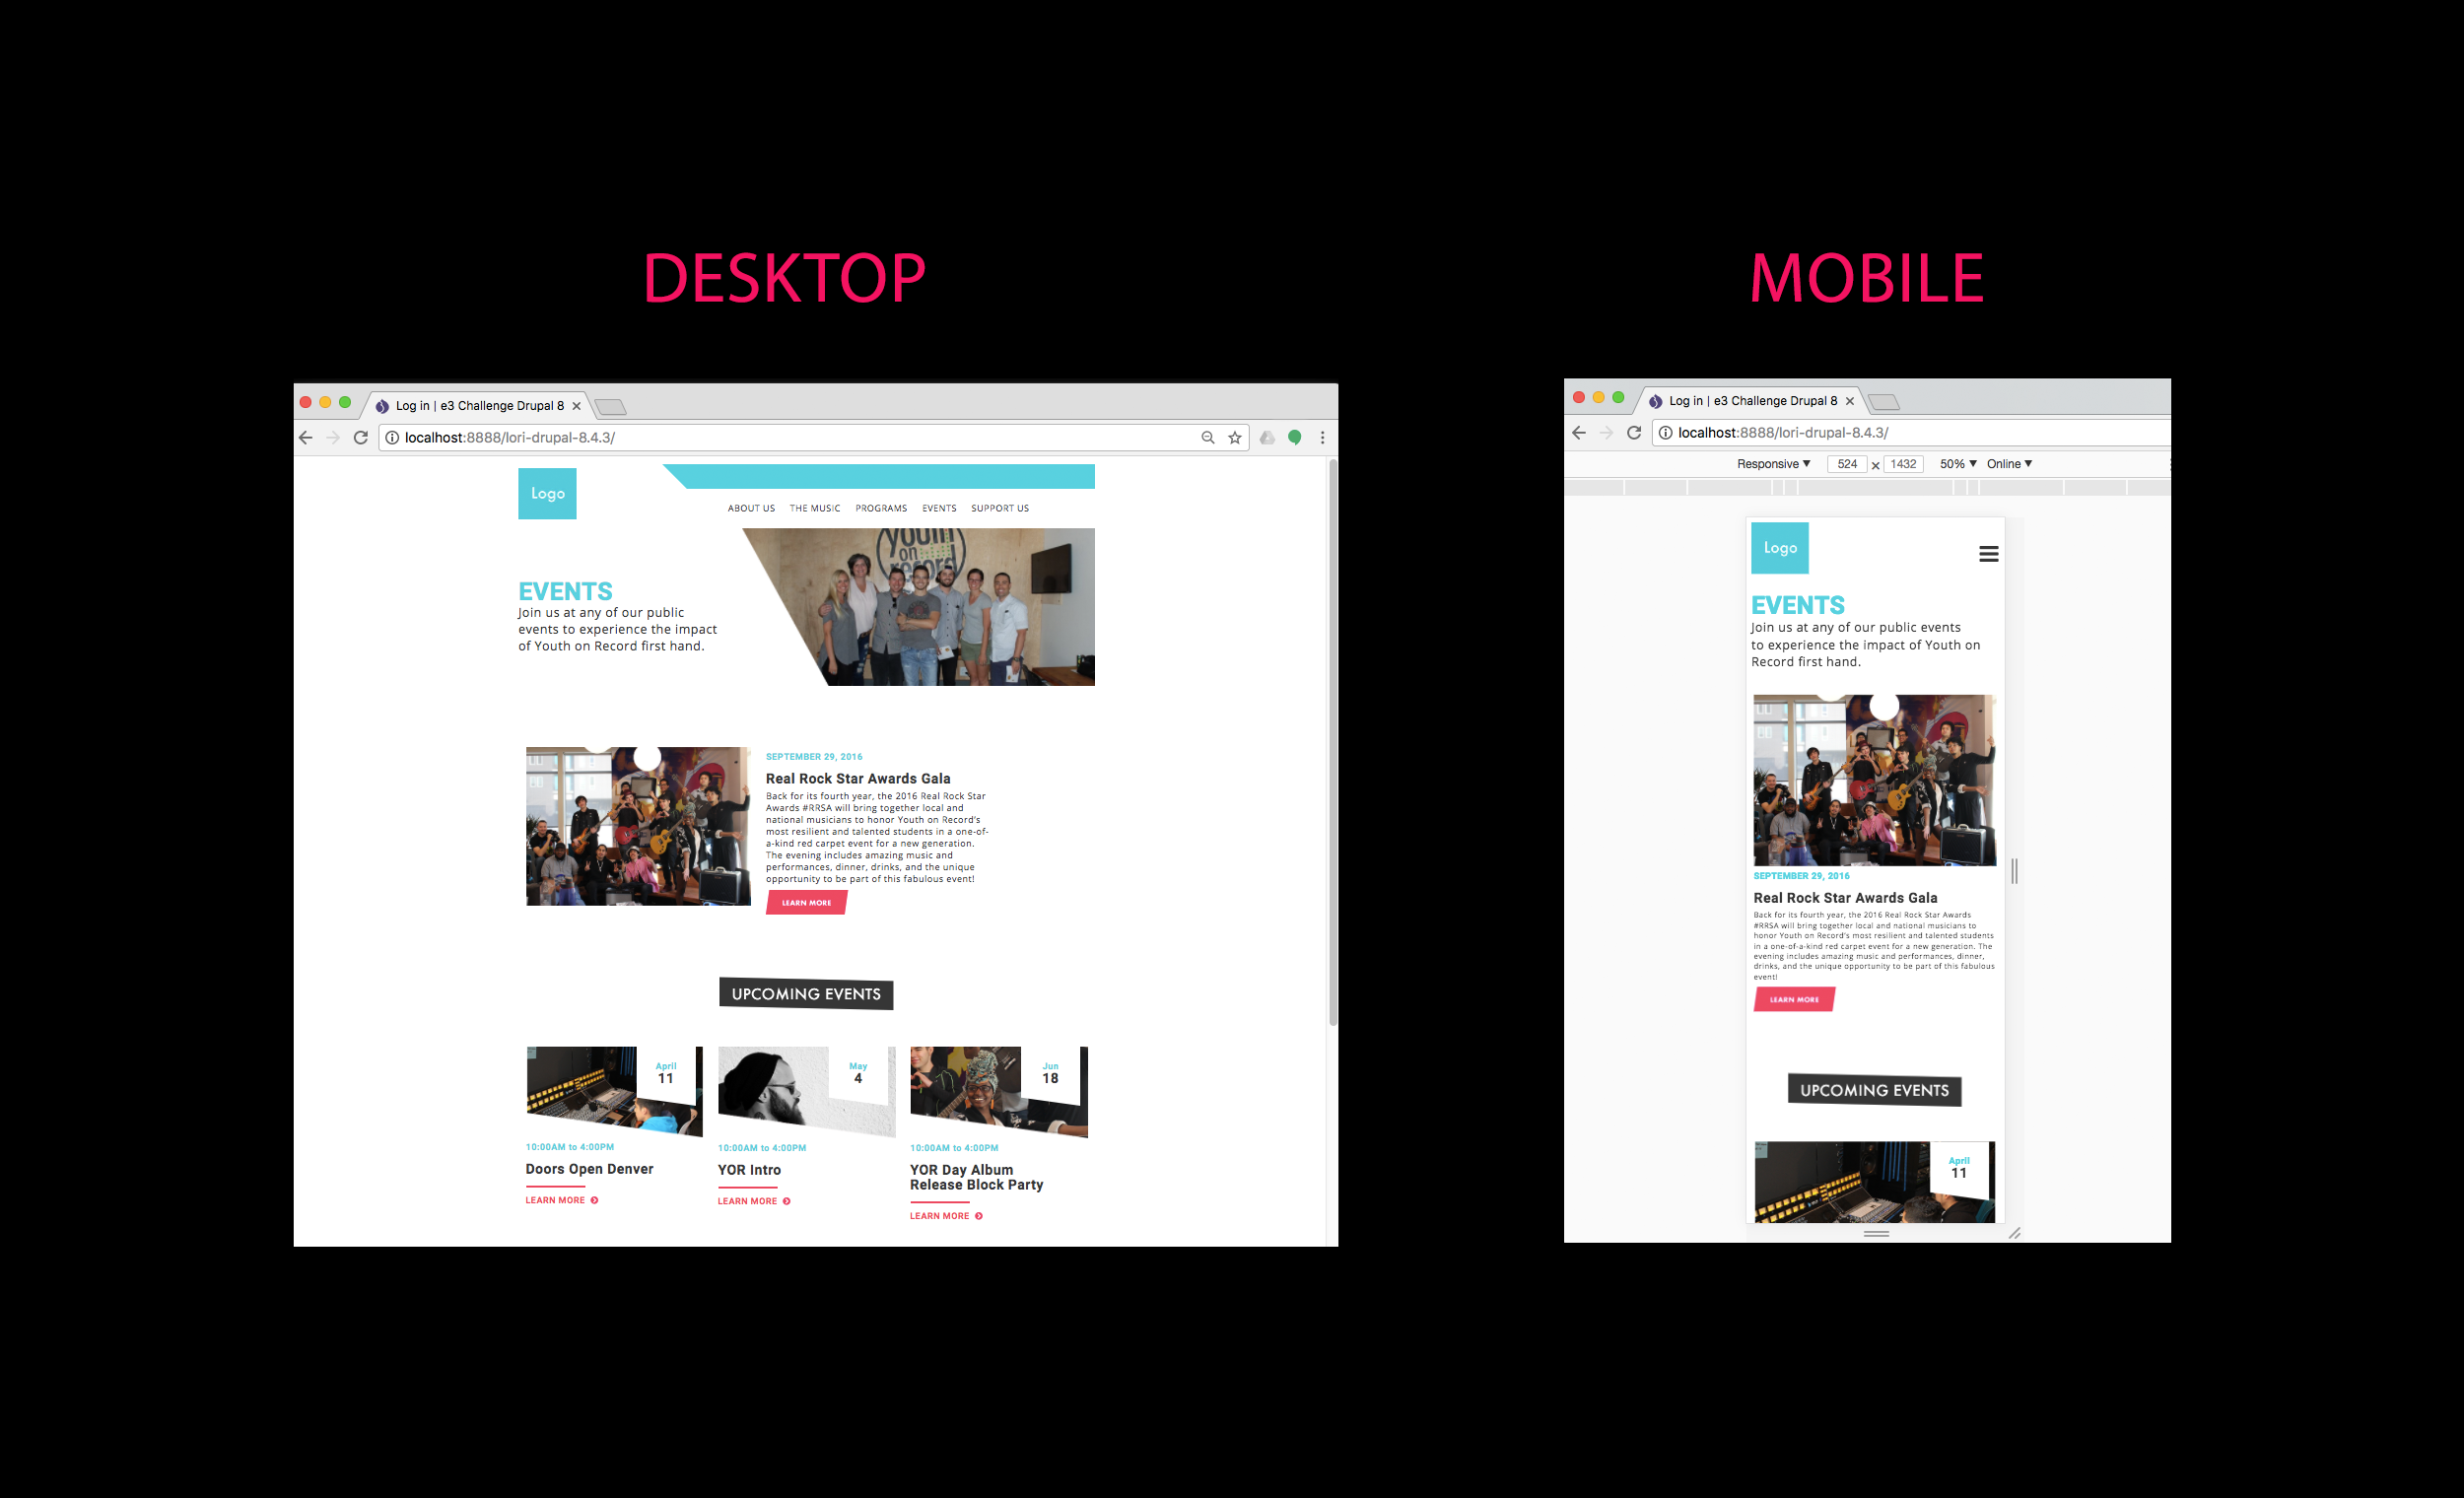 DESKTOP
Log in | e3 Challenge Drupal 8
localhost:8888/lori-drupal-8.4.3/
Logo
ABOUT US THE MUSIC PROGRAMS EVENTS SUPPORT US
Youth
on
record
EVENTS
Join us at any of our public
events to experience the impact
of Youth on Record first hand.
SEPTEMBER 29, 2016
Real Rock Star Awards Gala
Back for its fourth year, the 2016 Real Rock Star
Awards #RRSA will bring together local and
national musicians to honor Youth on Record's
most resilient and talented students in a one-of-
a-kind red carpet event for a new generation.
The evening includes amazing music and
performances, dinner, drinks, and the unique
opportunity to be part of this fabulous event!
LEARN MORE
UPCOMING EVENTS
April
11
10:00AM to 4:00PM
Doors Open Denver
LEARN MORE
May
4
10:00AM to 4:00PM
YOR Intro
LEARN MORE
Jun
18
10:00AM to 4:00PM
YOR Day Album
Release Block Party
LEARN MORE
MOBILE
Log in | e3 Challenge Drupal 8
localhost:8888/lori-drupal-8.4.3/
Responsive 524 x 1432 50% Online
Logo
EVENTS
Join us at any of our public events
to experience the impact of Youth on
Record first hand.
SEPTEMBER 29, 2016
Real Rock Star Awards Gala
Back for its fourth year, the 2016 Real Rock Star Awards
#RRSA will bring together local and national musicians to
honor Youth on Record's most resilient and talented students
in a one-of-a-kind red carpet event for a new generation. The
evening includes amazing music and performances, dinner,
drinks, and the unique opportunity to be part of this fabulous
event!
LEARN MORE
UPCOMING EVENTS
April
11